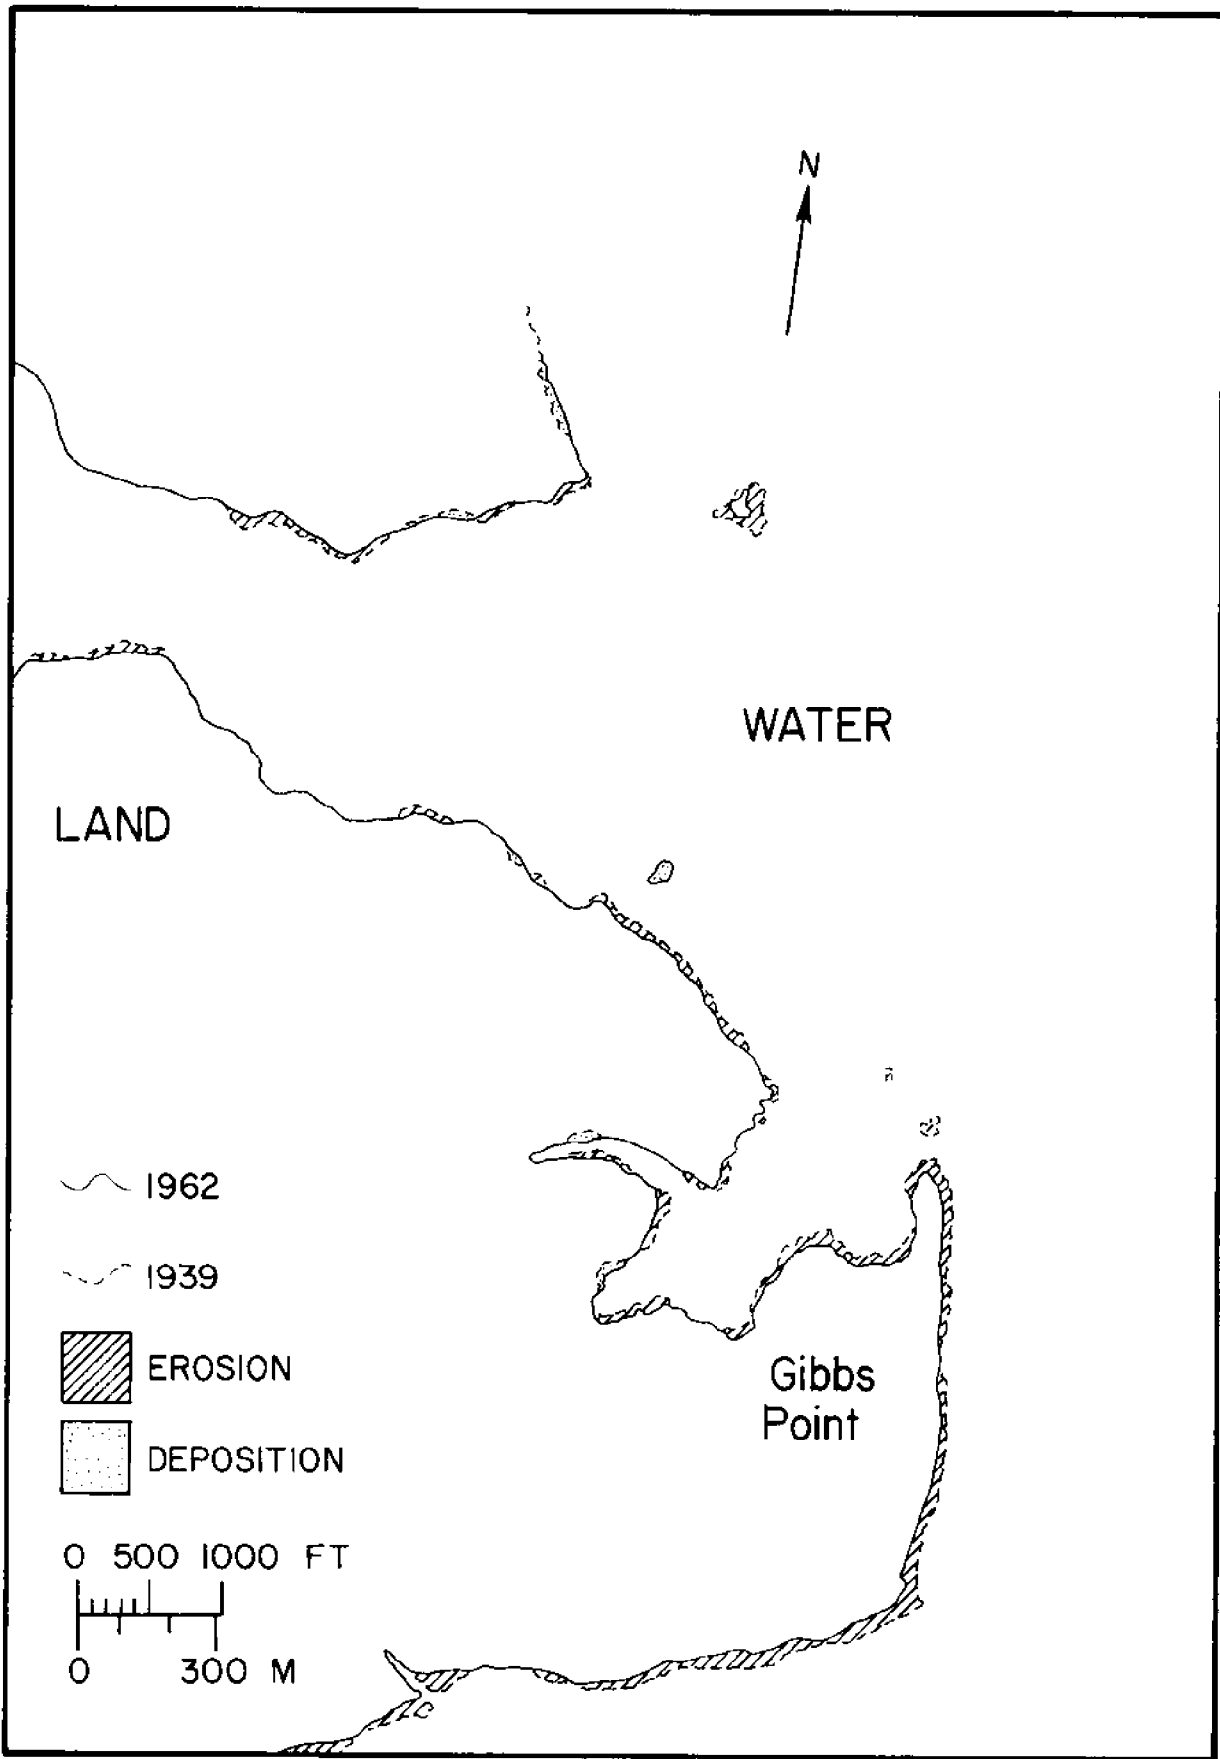 N
WATER
LAND
1962
1939
EROSION
DEPOSITION
Gibbs
Point
0 500 1000 FT
0 300 M